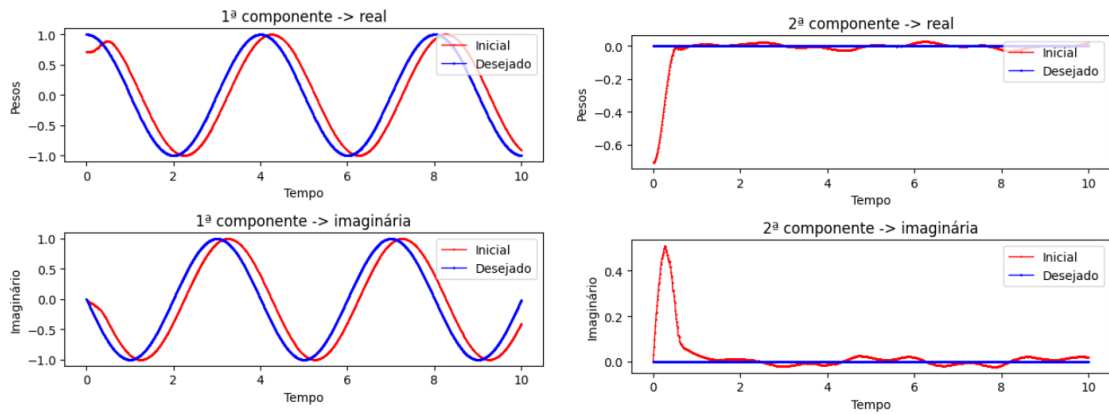 1ª componente -> real
1.0
0.5
0.0
−0.5
−1.0
Pesos
Inicial
Desejado
0 2 4 6 8 10
Tempo
2ª componente -> real
0.0
−0.2
−0.4
−0.6
Pesos
Inicial
Desejado
0 2 4 6 8 10
Tempo
1ª componente -> imaginária
1.0
0.5
0.0
−0.5
−1.0
Imaginário
Inicial
Desejado
0 2 4 6 8 10
Tempo
2ª componente -> imaginária
0.4
0.2
0.0
Imaginário
Inicial
Desejado
0 2 4 6 8 10
Tempo